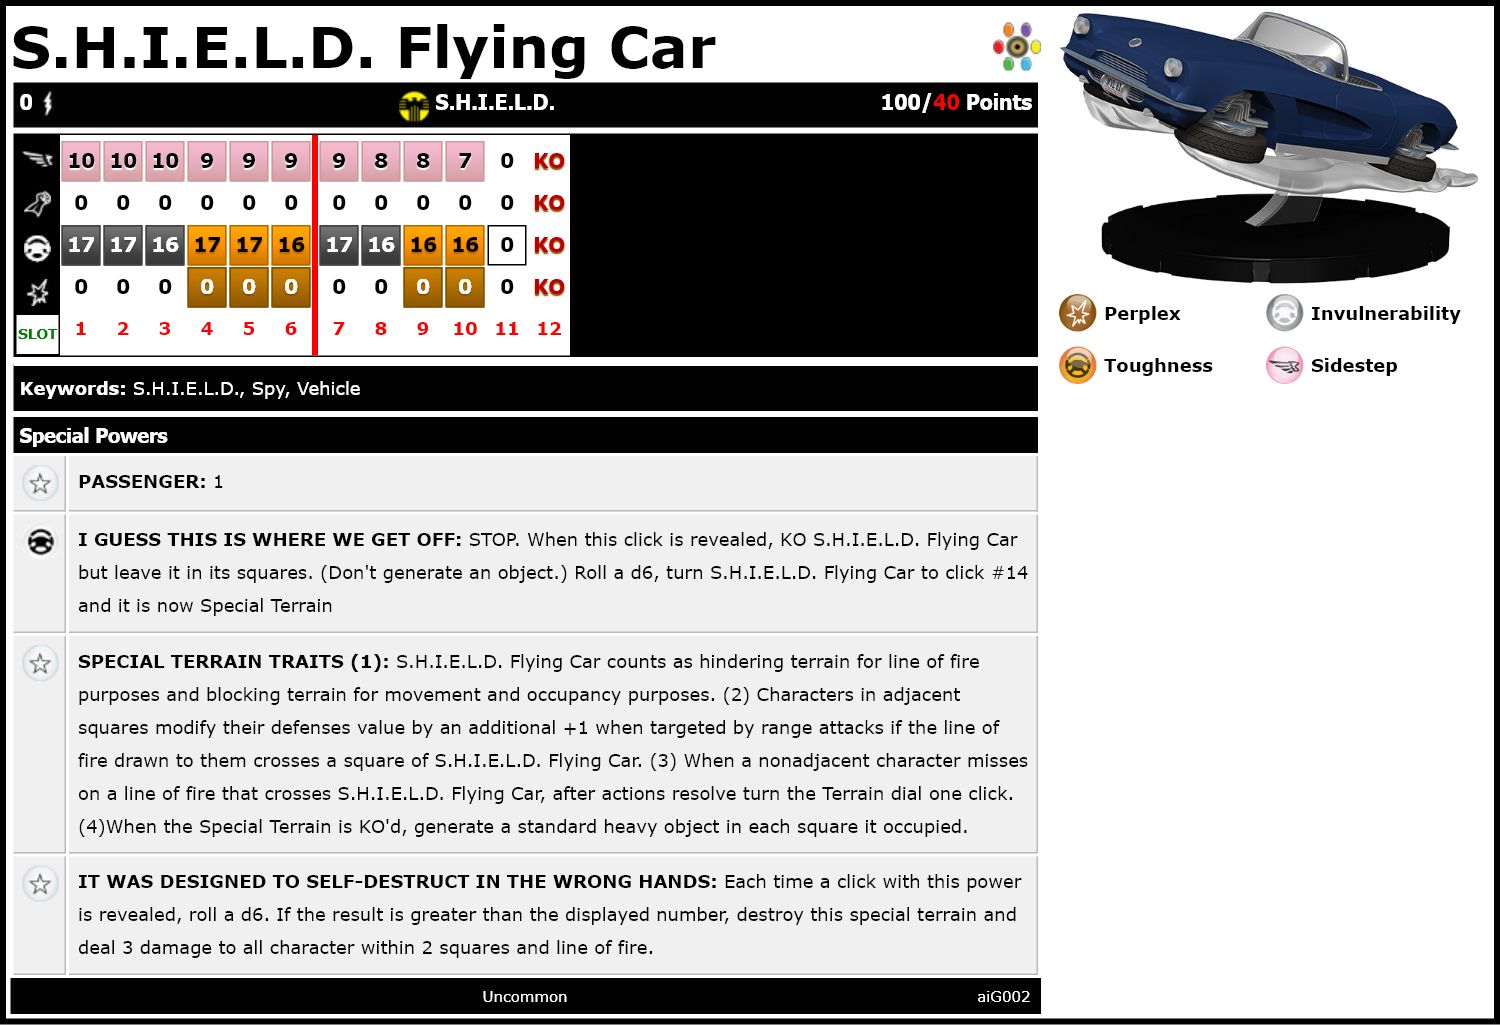 S.H.I.E.L.D. Flying Car
0 S.H.I.E.L.D. 100/40 Points
10 10 10 9 9 9 9 8 8 7 0 KO
0 0 0 0 0 0 0 0 0 0 0 KO
17 17 16 17 17 16 17 16 16 16 0 KO
0 0 0 0 0 0 0 0 0 0 0 KO
SLOT 1 2 3 4 5 6 7 8 9 10 11 12
Perplex Invulnerability
Toughness Sidestep
Keywords: S.H.I.E.L.D., Spy, Vehicle
Special Powers
PASSENGER: 1
I GUESS THIS IS WHERE WE GET OFF: STOP. When this click is revealed, KO S.H.I.E.L.D. Flying Car
but leave it in its squares. (Don't generate an object.) Roll a d6, turn S.H.I.E.L.D. Flying Car to click #14
and it is now Special Terrain
SPECIAL TERRAIN TRAITS (1): S.H.I.E.L.D. Flying Car counts as hindering terrain for line of fire
purposes and blocking terrain for movement and occupancy purposes. (2) Characters in adjacent
squares modify their defenses value by an additional +1 when targeted by range attacks if the line of
fire drawn to them crosses a square of S.H.I.E.L.D. Flying Car. (3) When a nonadjacent character misses
on a line of fire that crosses S.H.I.E.L.D. Flying Car, after actions resolve turn the Terrain dial one click.
(4)When the Special Terrain is KO'd, generate a standard heavy object in each square it occupied.
IT WAS DESIGNED TO SELF-DESTRUCT IN THE WRONG HANDS: Each time a click with this power
is revealed, roll a d6. If the result is greater than the displayed number, destroy this special terrain and
deal 3 damage to all character within 2 squares and line of fire.
Uncommon aiG002